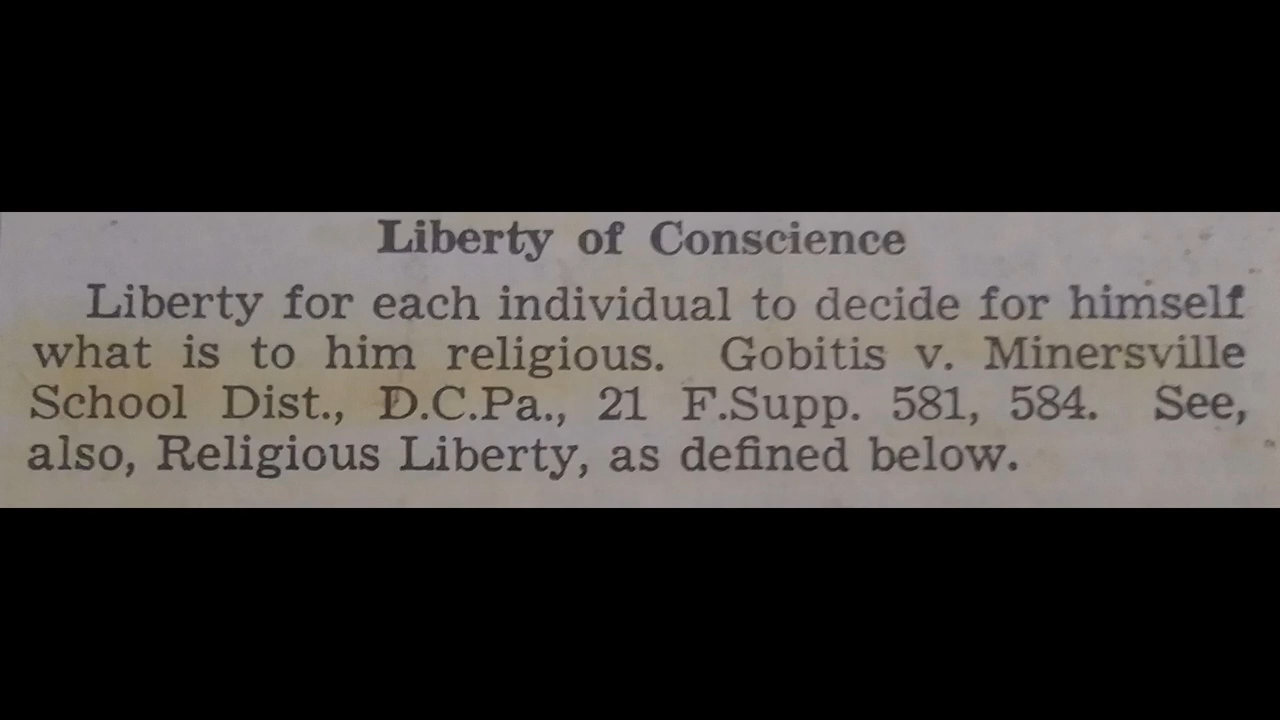 Liberty of Conscience
Liberty for each individual to decide for himself
what is to him religious. Gobitis v. Minersville
School Dist., D.C.Pa., 21 F.Supp. 581, 584. See,
also, Religious Liberty, as defined below.